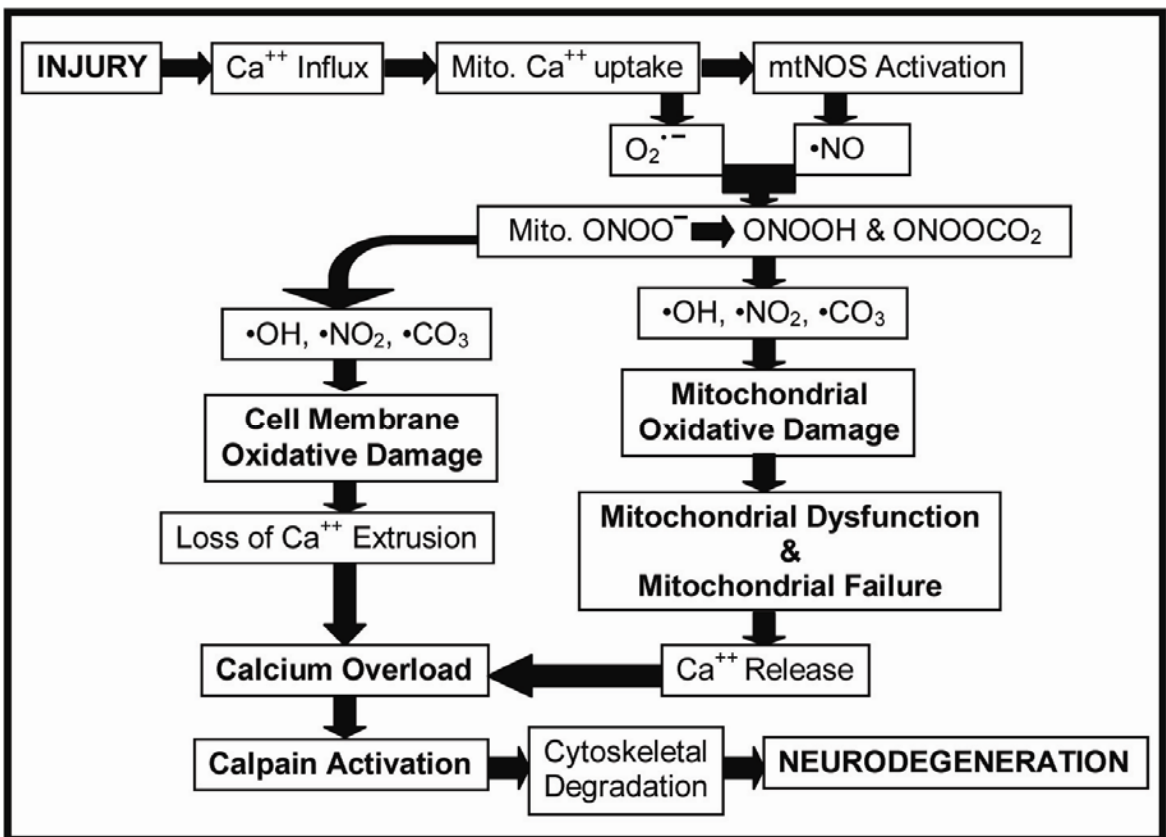 INJURY
Ca++ Influx
Mito. Ca++ uptake
mtNOS Activation
O2·−
•NO
Mito. ONOO− ONOOH & ONOOCO2
•OH, •NO2, •CO3
•OH, •NO2, •CO3
Cell Membrane
Oxidative Damage
Mitochondrial
Oxidative Damage
Loss of Ca++ Extrusion
Mitochondrial Dysfunction
&
Mitochondrial Failure
Calcium Overload
Ca++ Release
Calpain Activation
Cytoskeletal
Degradation
NEURODEGENERATION